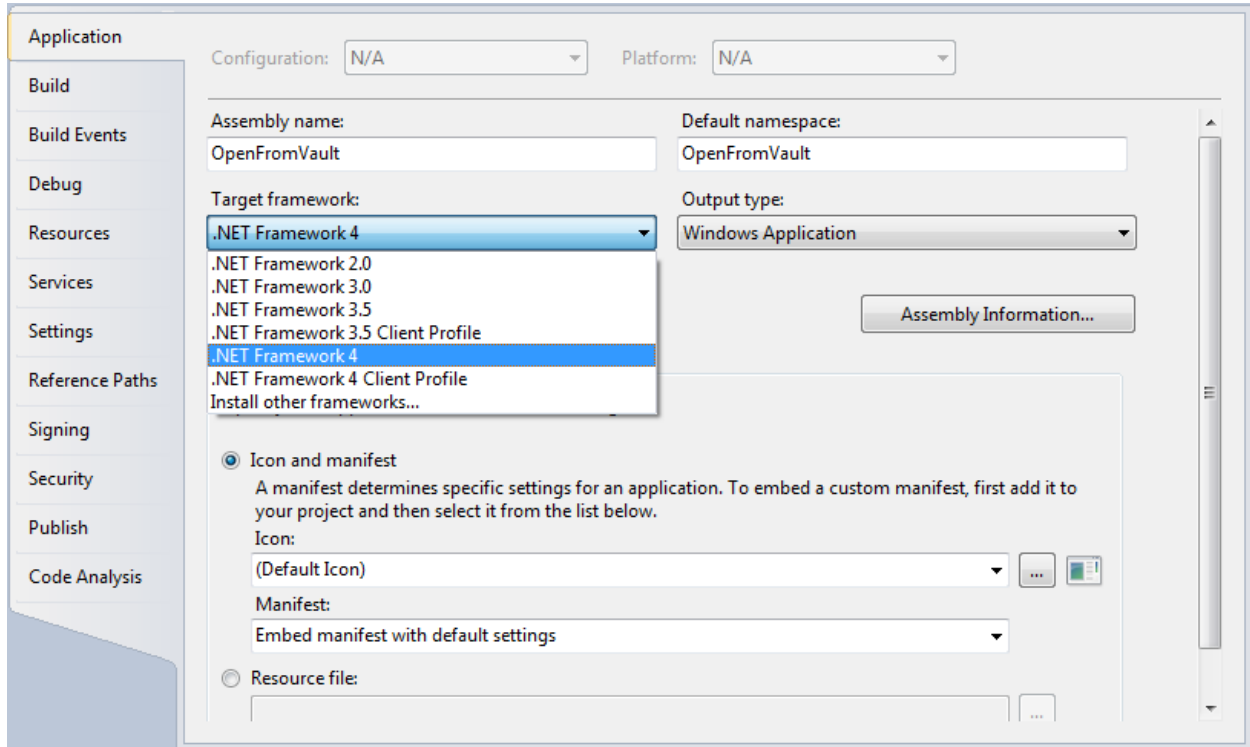 Application
Build
Build Events
Debug
Resources
Services
Settings
Reference Paths
Signing
Security
Publish
Code Analysis
Configuration: N/A Platform: N/A
Assembly name: Default namespace:
OpenFromVault OpenFromVault
Target framework: Output type:
.NET Framework 4 Windows Application
.NET Framework 2.0
.NET Framework 3.0
.NET Framework 3.5
.NET Framework 3.5 Client Profile
.NET Framework 4
.NET Framework 4 Client Profile
Install other frameworks...
Assembly Information...
Icon and manifest
A manifest determines specific settings for an application. To embed a custom manifest, first add it to
your project and then select it from the list below.
Icon:
(Default Icon) ...
Manifest:
Embed manifest with default settings
Resource file:
...